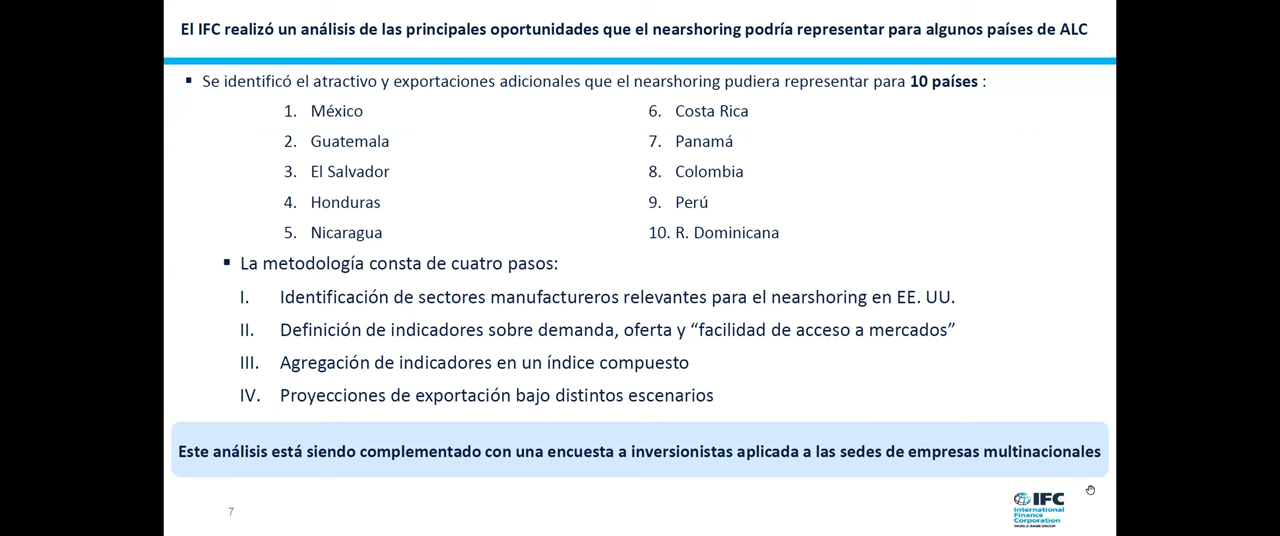 El IFC realizó un análisis de las principales oportunidades que el nearshoring podría representar para algunos países de ALC
▪ Se identificó el atractivo y exportaciones adicionales que el nearshoring pudiera representar para 10 países :
1. México
2. Guatemala
3. El Salvador
4. Honduras
5. Nicaragua
6. Costa Rica
7. Panamá
8. Colombia
9. Perú
10. R. Dominicana
▪ La metodología consta de cuatro pasos:
I. Identificación de sectores manufactureros relevantes para el nearshoring en EE. UU.
II. Definición de indicadores sobre demanda, oferta y “facilidad de acceso a mercados”
III. Agregación de indicadores en un índice compuesto
IV. Proyecciones de exportación bajo distintos escenarios
Este análisis está siendo complementado con una encuesta a inversionistas aplicada a las sedes de empresas multinacionales
7
IFC
International
Finance
Corporation
WORLD BANK GROUP